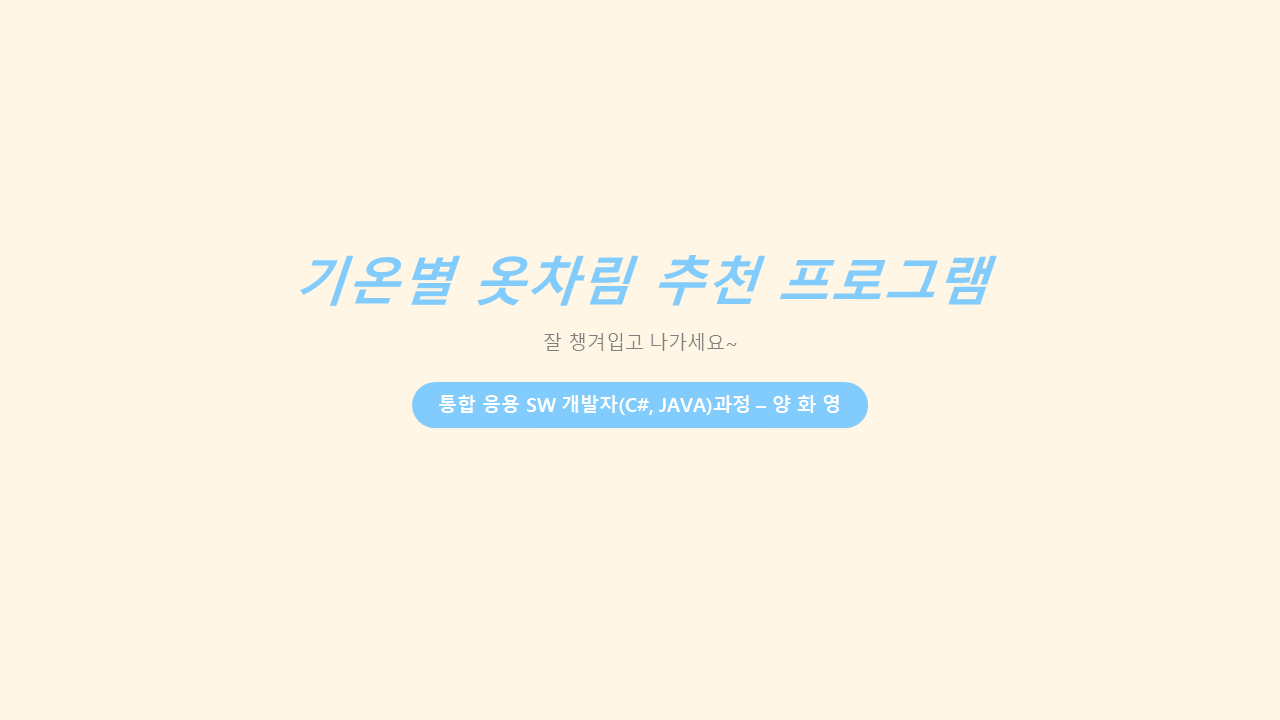 기온별 옷차림 추천 프로그램
잘 챙겨입고 나가세요~
통합 응용 SW 개발자(C#, JAVA)과정 – 양 화 영